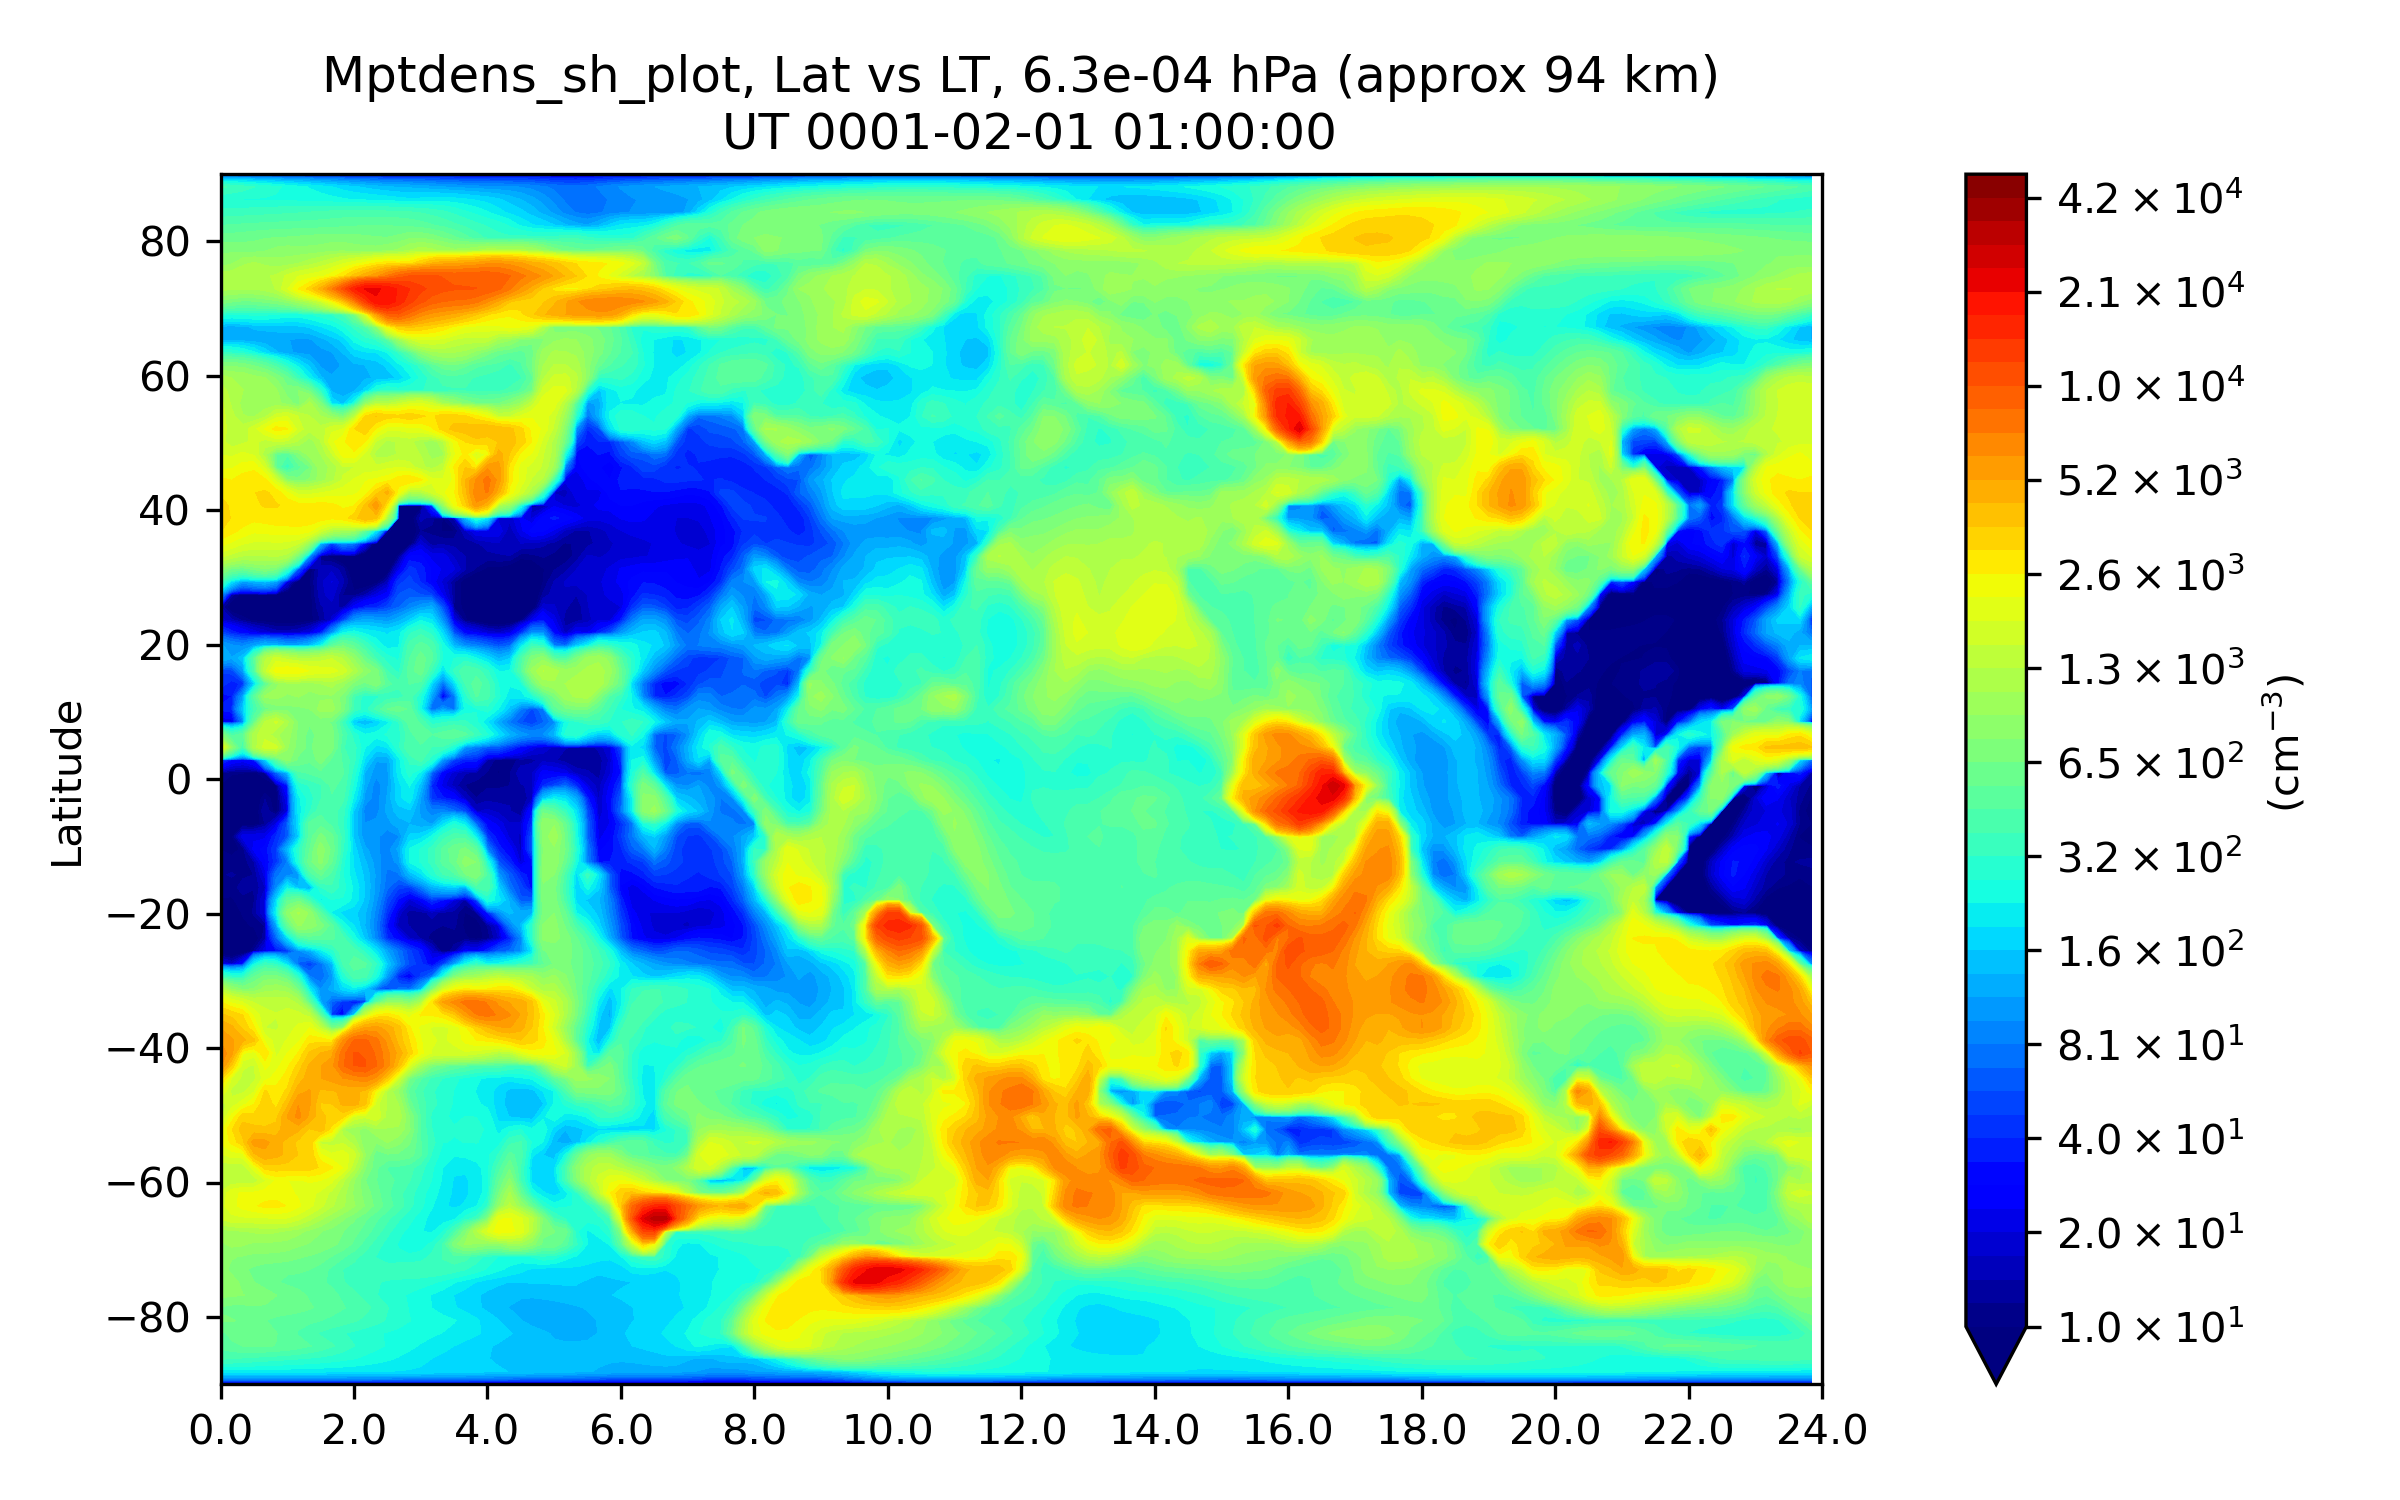 Mptdens_sh_plot, Lat vs LT, 6.3e-04 hPa (approx 94 km)
UT 0001-02-01 01:00:00
Latitude
80
60
40
20
0
−20
−40
−60
−80
0.0 2.0 4.0 6.0 8.0 10.0 12.0 14.0 16.0 18.0 20.0 22.0 24.0
4.2 × 10⁴
2.1 × 10⁴
1.0 × 10⁴
5.2 × 10³
2.6 × 10³
1.3 × 10³
6.5 × 10²
3.2 × 10²
1.6 × 10²
8.1 × 10¹
4.0 × 10¹
2.0 × 10¹
1.0 × 10¹
(cm⁻³)